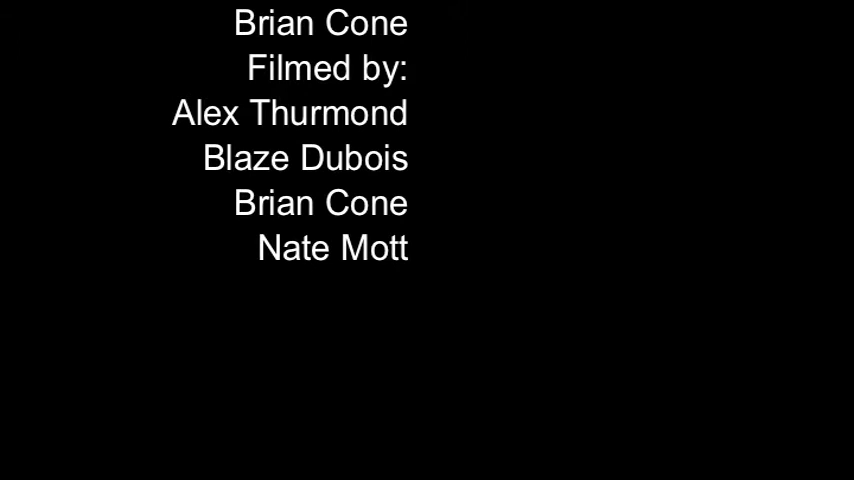 Brian Cone
Filmed by:
Alex Thurmond
Blaze Dubois
Brian Cone
Nate Mott